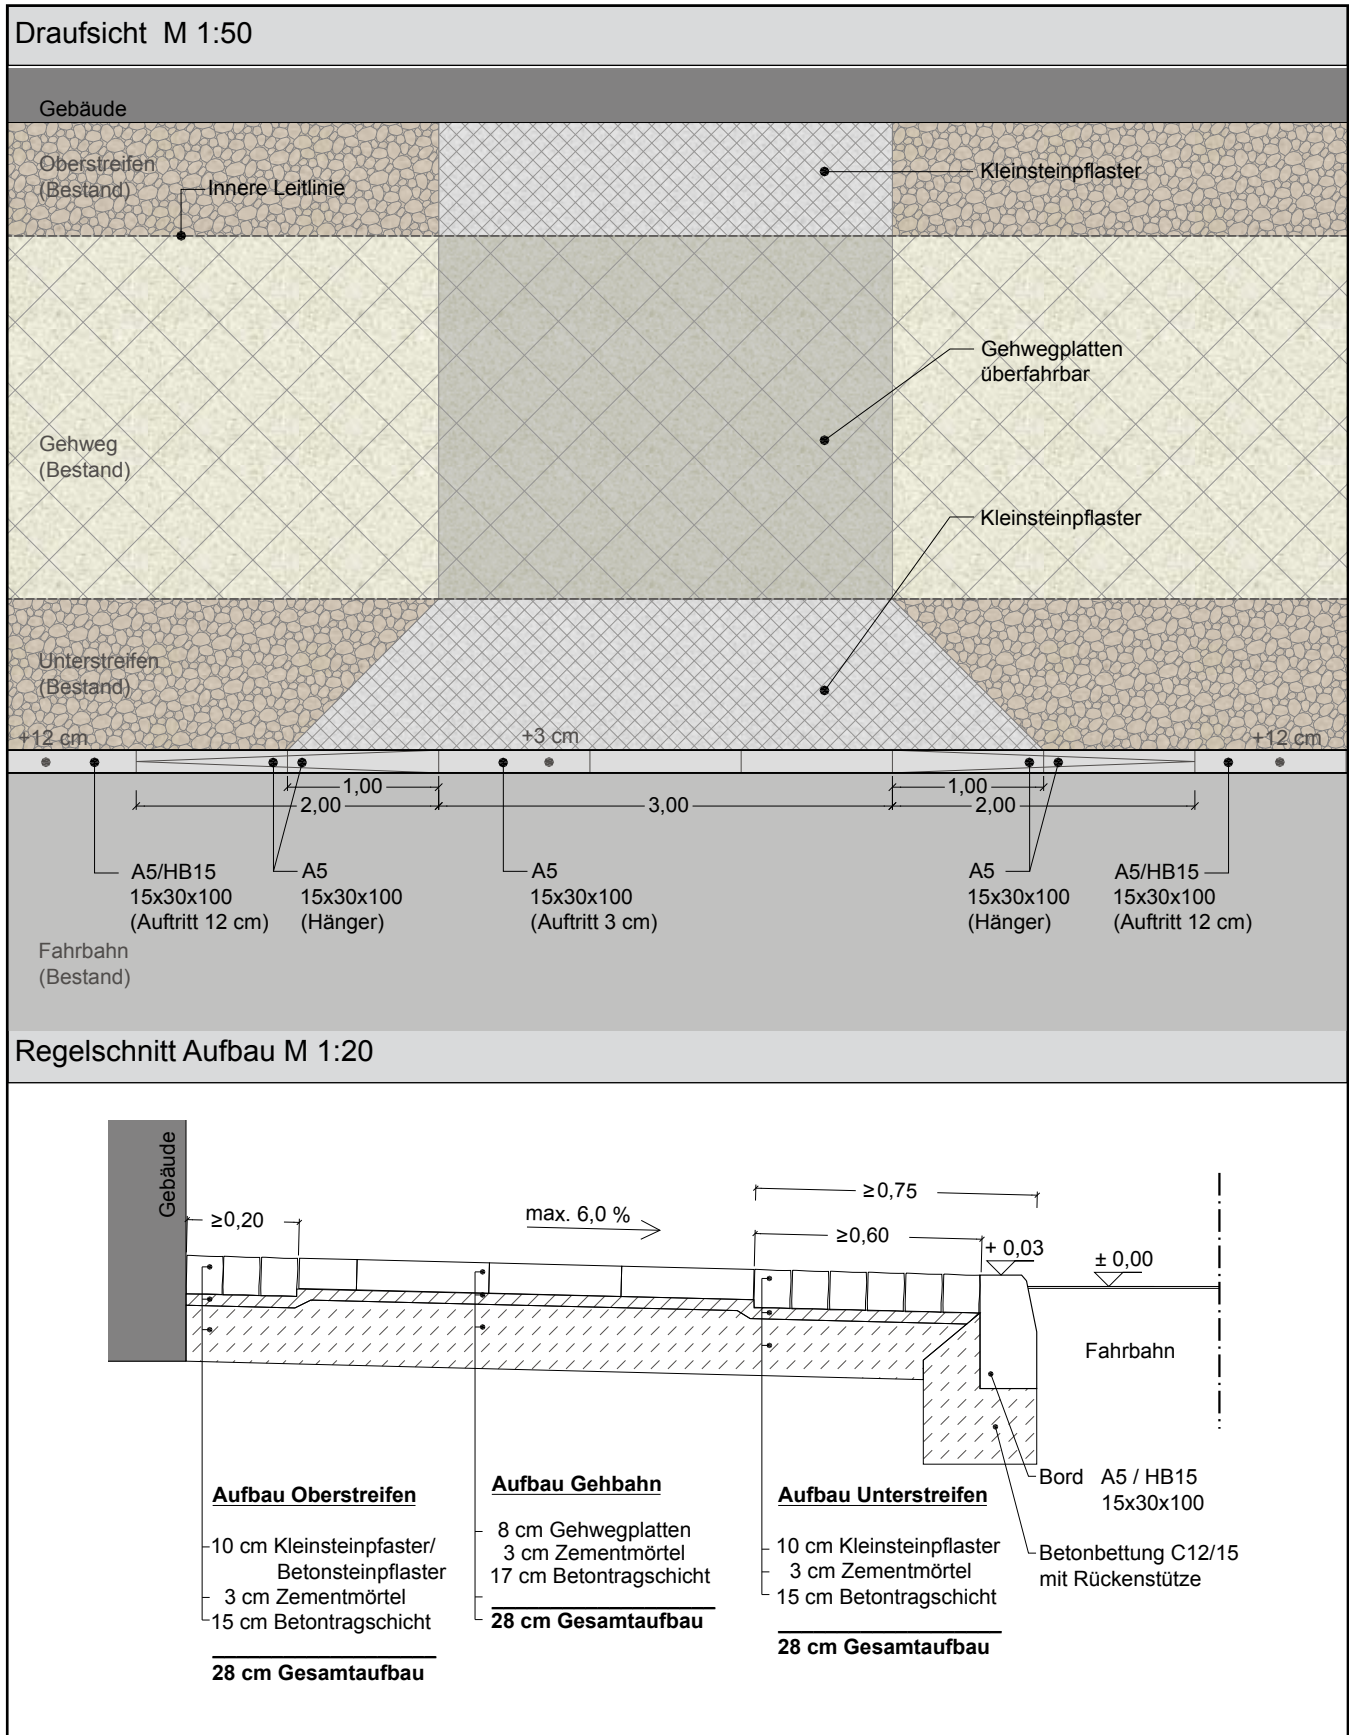 Draufsicht M 1:50
Gebäude
Oberstreifen
(Bestand)
Innere Leitlinie
Kleinsteinpflaster
Gehwegplatten
überfahrbar
Gehweg
(Bestand)
Kleinsteinpflaster
Unterstreifen
(Bestand)
+12 cm
+3 cm
+12 cm
1,00
1,00
2,00
3,00
2,00
A5/HB15
15x30x100
(Auftritt 12 cm)
A5
15x30x100
(Hänger)
A5
15x30x100
(Auftritt 3 cm)
A5
15x30x100
(Hänger)
A5/HB15
15x30x100
(Auftritt 12 cm)
Fahrbahn
(Bestand)
Regelschnitt Aufbau M 1:20
Gebäude
≥0,20
max. 6,0 %
≥0,75
≥0,60
+ 0,03
± 0,00
Fahrbahn
Aufbau Oberstreifen
10 cm Kleinsteinpfaster/
Betonsteinpflaster
3 cm Zementmörtel
15 cm Betontragschicht
28 cm Gesamtaufbau
Aufbau Gehbahn
8 cm Gehwegplatten
3 cm Zementmörtel
17 cm Betontragschicht
28 cm Gesamtaufbau
Aufbau Unterstreifen
10 cm Kleinsteinpflaster
3 cm Zementmörtel
15 cm Betontragschicht
28 cm Gesamtaufbau
Bord A5 / HB15
15x30x100
Betonbettung C12/15
mit Rückenstütze